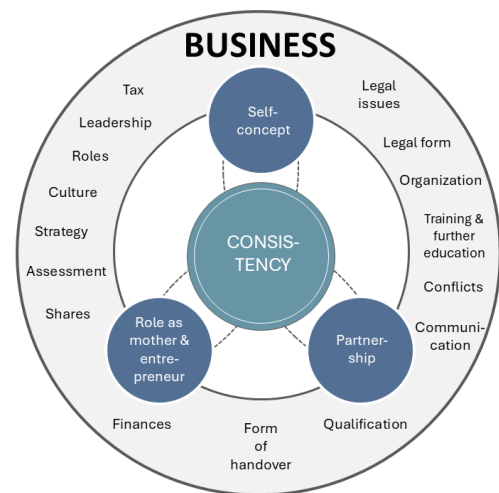 BUSINESS
Tax
Leadership
Roles
Culture
Strategy
Assessment
Shares
Finances
Form
of
handover
Qualification
Legal
issues
Legal form
Organization
Training &
further
education
Conflicts
Communi-
cation
Self-
concept
CONSIS-
TENCY
Role as
mother &
entre-
preneur
Partner-
ship